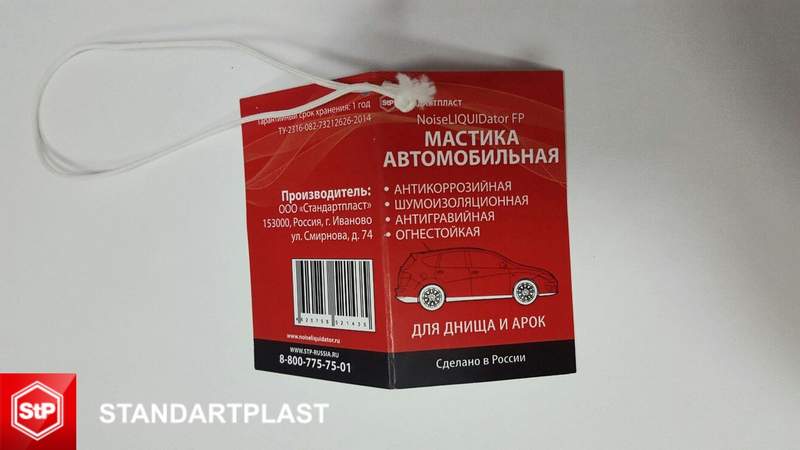 Гарантийный срок хранения: 1 год
ТУ-2316-082-73212626-2014
Производитель:
ООО «Стандартпласт»
153000, Россия, г. Иваново
ул. Смирнова, д. 74
www.noiseliquidator.ru
WWW.STP-RUSSIA.RU
8-800-775-75-01
StP
NoiseLIQUIDator FP
МАСТИКА
АВТОМОБИЛЬНАЯ
• АНТИКОРРОЗИЙНАЯ
• ШУМОИЗОЛЯЦИОННАЯ
• АНТИГРАВИЙНАЯ
• ОГНЕСТОЙКАЯ
ДЛЯ ДНИЩА И АРОК
Сделано в России
StP
STANDARTPLAST